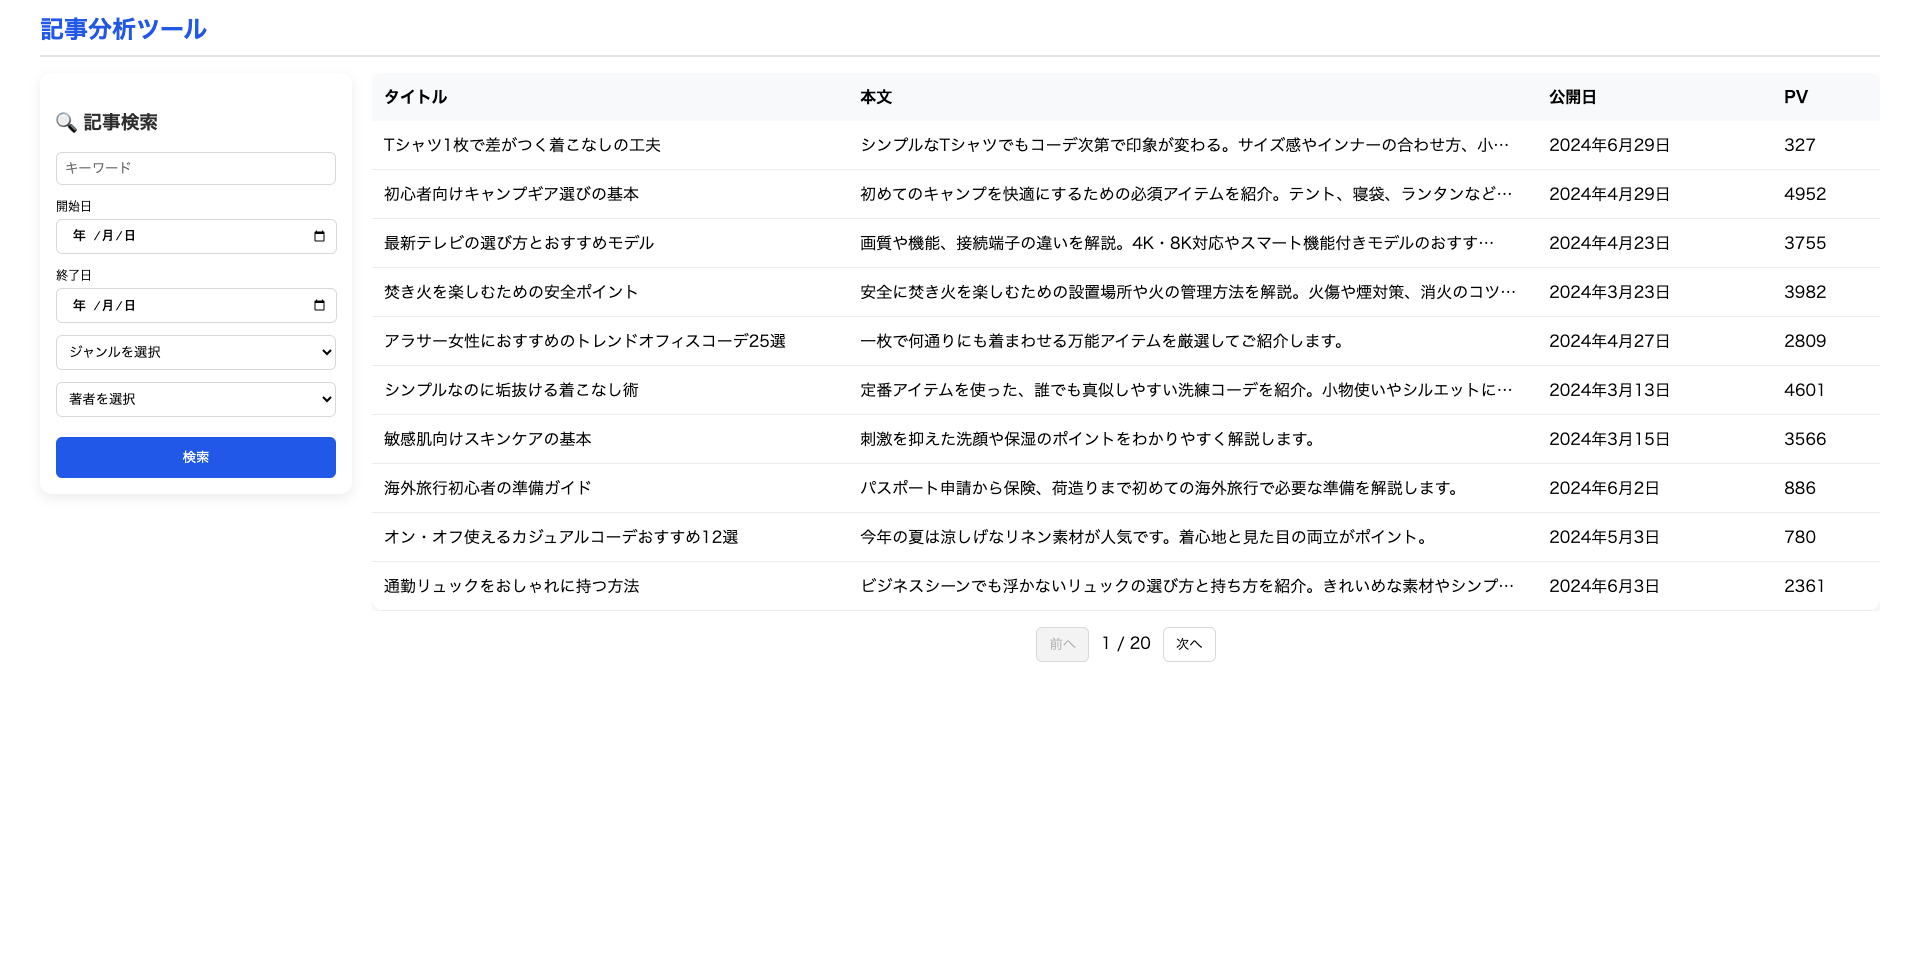 記事分析ツール
🔍 記事検索
キーワード
開始日
年 /月/日
終了日
年 /月/日
ジャンルを選択
著者を選択
検索
タイトル 本文 公開日 PV
Tシャツ1枚で差がつく着こなしの工夫 シンプルなTシャツでもコーデ次第で印象が変わる。サイズ感やインナーの合わせ方、小… 2024年6月29日 327
初心者向けキャンプギア選びの基本 初めてのキャンプを快適にするための必須アイテムを紹介。テント、寝袋、ランタンなど… 2024年4月29日 4952
最新テレビの選び方とおすすめモデル 画質や機能、接続端子の違いを解説。4K・8K対応やスマート機能付きモデルのおすす… 2024年4月23日 3755
焚き火を楽しむための安全ポイント 安全に焚き火を楽しむための設置場所や火の管理方法を解説。火傷や煙対策、消火のコツ… 2024年3月23日 3982
アラサー女性におすすめのトレンドオフィスコーデ25選 一枚で何通りにも着まわせる万能アイテムを厳選してご紹介します。 2024年4月27日 2809
シンプルなのに垢抜ける着こなし術 定番アイテムを使った、誰でも真似しやすい洗練コーデを紹介。小物使いやシルエットに… 2024年3月13日 4601
敏感肌向けスキンケアの基本 刺激を抑えた洗顔や保湿のポイントをわかりやすく解説します。 2024年3月15日 3566
海外旅行初心者の準備ガイド パスポート申請から保険、荷造りまで初めての海外旅行で必要な準備を解説します。 2024年6月2日 886
オン・オフ使えるカジュアルコーデおすすめ12選 今年の夏は涼しげなリネン素材が人気です。着心地と見た目の両立がポイント。 2024年5月3日 780
通勤リュックをおしゃれに持つ方法 ビジネスシーンでも浮かないリュックの選び方と持ち方を紹介。きれいめな素材やシンプ… 2024年6月3日 2361
前へ 1 / 20 次へ